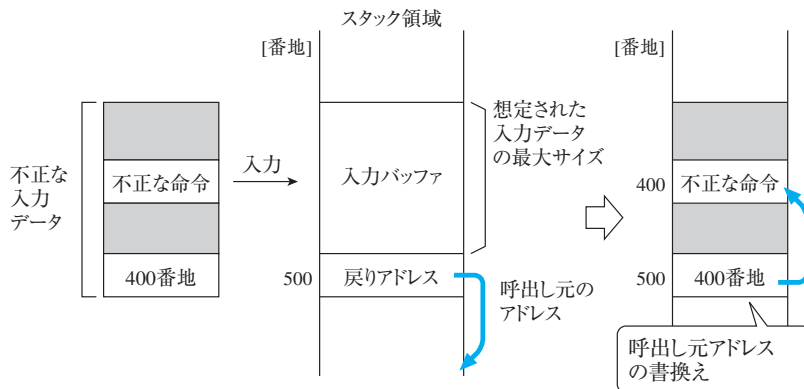 スタック領域
[番地]
[番地]
不正な
入力
データ
不正な命令
400番地
入力
入力バッファ
500
戻りアドレス
想定された
入力データ
の最大サイズ
呼出し元の
アドレス
400
不正な命令
500
400番地
呼出し元アドレス
の書換え